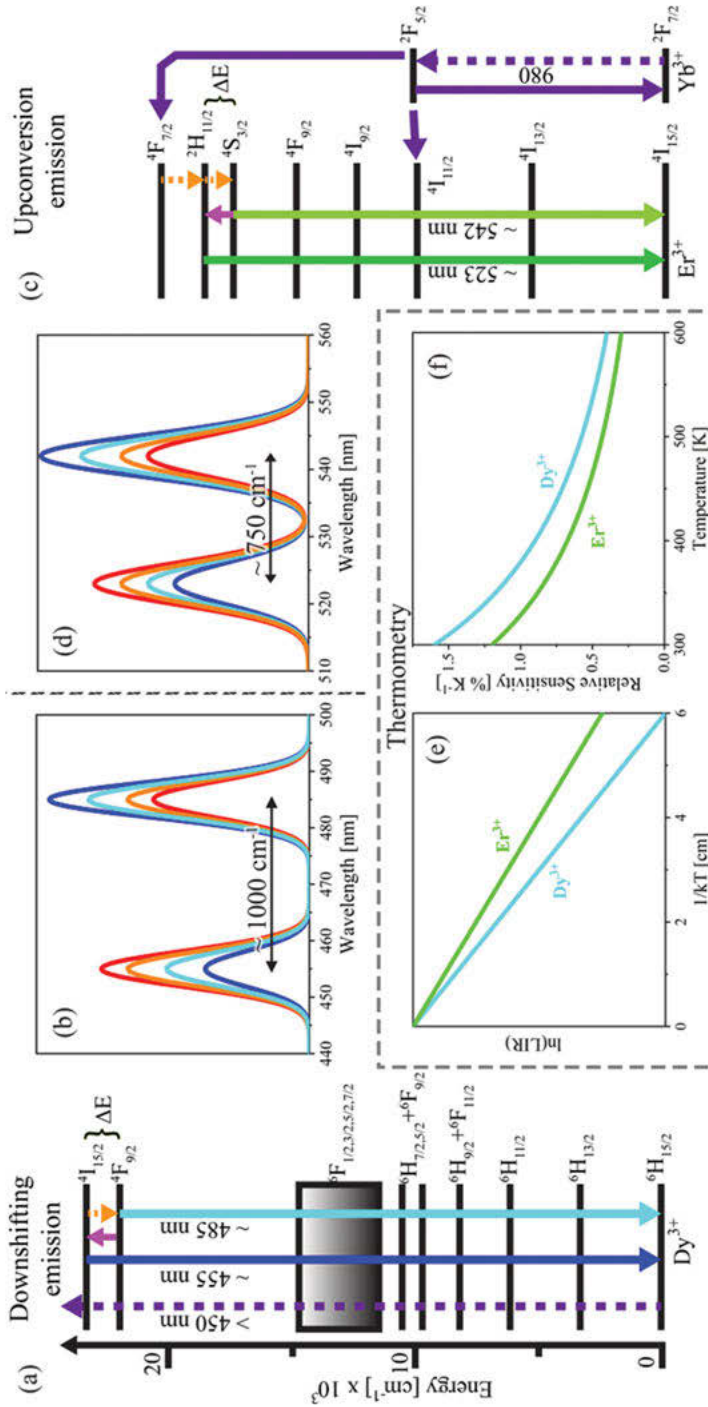 (a)
Downshifting
emission
Energy [cm⁻¹] x 10³
20
10
0
⁴I₁₅/₂
⁴F₉/₂
ΔE
> 450 nm
~ 455 nm
~ 485 nm
⁶F₁/₂,₃/₂,₅/₂,₇/₂
⁶H₇/₂,₅/₂+⁶F₉/₂
⁶H₉/₂+⁶F₁₁/₂
⁶H₁₁/₂
⁶H₁₃/₂
⁶H₁₅/₂
Dy³⁺
(b)
~ 1000 cm⁻¹
440 450 460 470 480 490 500
Wavelength [nm]
(d)
~ 750 cm⁻¹
510 520 530 540 550 560
Wavelength [nm]
(c)
Upconversion
emission
⁴F₇/₂
²H₁₁/₂
⁴S₃/₂
ΔE
⁴F₉/₂
⁴I₉/₂
⁴I₁₁/₂
⁴I₁₃/₂
⁴I₁₅/₂
~ 523 nm
~ 542 nm
Er³⁺
²F₅/₂
980
²F₇/₂
Yb³⁺
Thermometry
(e)
ln(LIR)
Er³⁺
Dy³⁺
0 2 4 6
1/kT [cm]
(f)
Relative Sensitivity [% K⁻¹]
1.5
1.0
0.5
0.0
Dy³⁺
Er³⁺
300 400 500 600
Temperature [K]